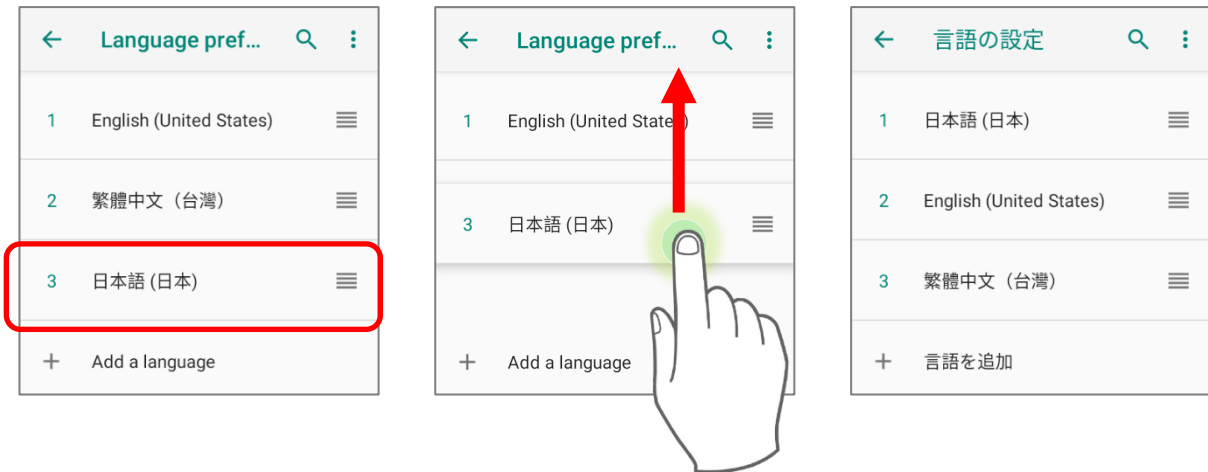 Language pref...
1 English (United States)
2 繁體中文（台灣）
3 日本語 (日本)
+ Add a language
Language pref...
1 English (United State )
3 日本語 (日本)
+ Add a language
言語の設定
1 日本語 (日本)
2 English (United States)
3 繁體中文（台灣）
+ 言語を追加